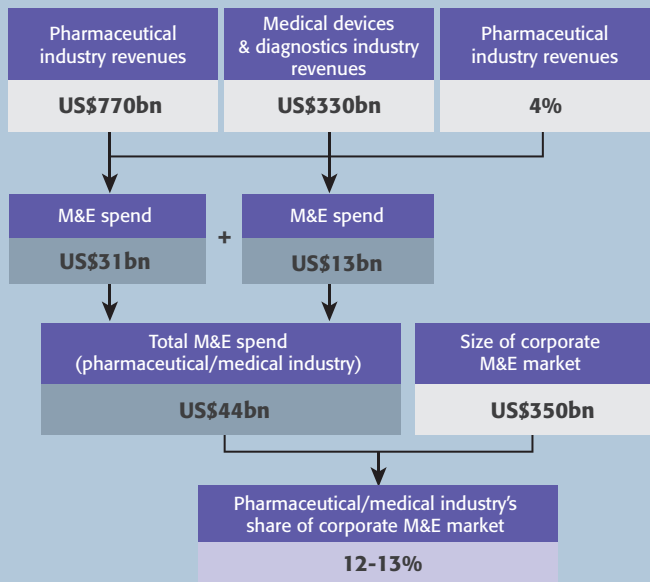 Pharmaceutical
industry revenues
US$770bn
Medical devices
& diagnostics industry
revenues
US$330bn
Pharmaceutical
industry revenues
4%
M&E spend
US$31bn
+
M&E spend
US$13bn
Total M&E spend
(pharmaceutical/medical industry)
US$44bn
Size of corporate
M&E market
US$350bn
Pharmaceutical/medical industry's
share of corporate M&E market
12-13%